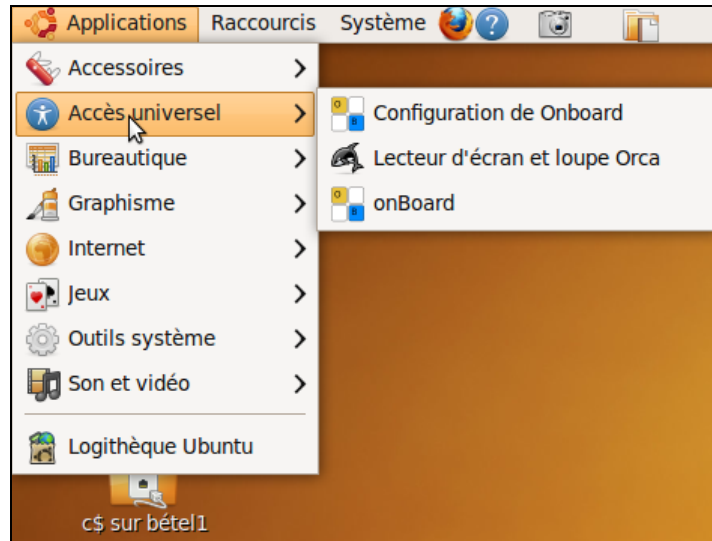 Applications Raccourcis Système
Accessoires
Accès universel
Bureautique
Graphisme
Internet
Jeux
Outils système
Son et vidéo
Logithèque Ubuntu
Configuration de Onboard
Lecteur d'écran et loupe Orca
onBoard
c$ sur bétel1